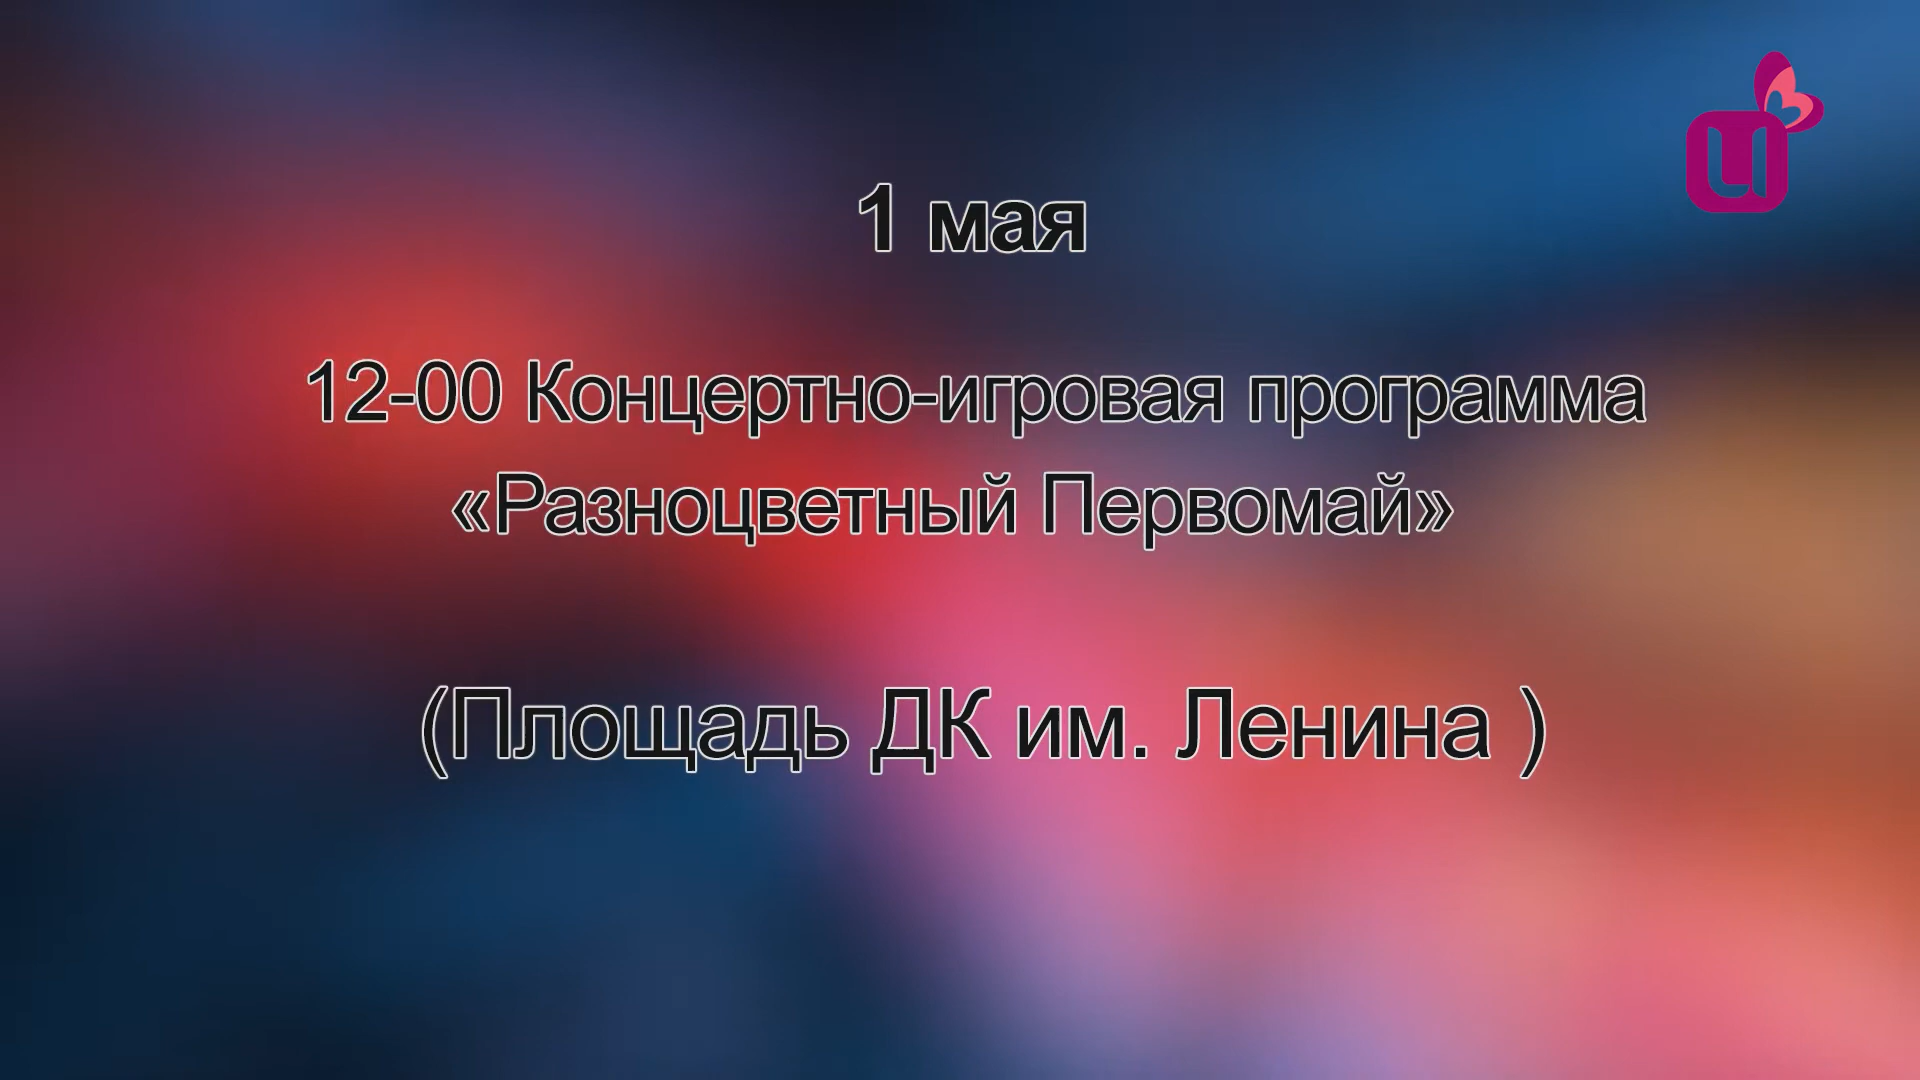 1 мая
12-00 Концертно-игровая программа
«Разноцветный Первомай»
(Площадь ДК им. Ленина )